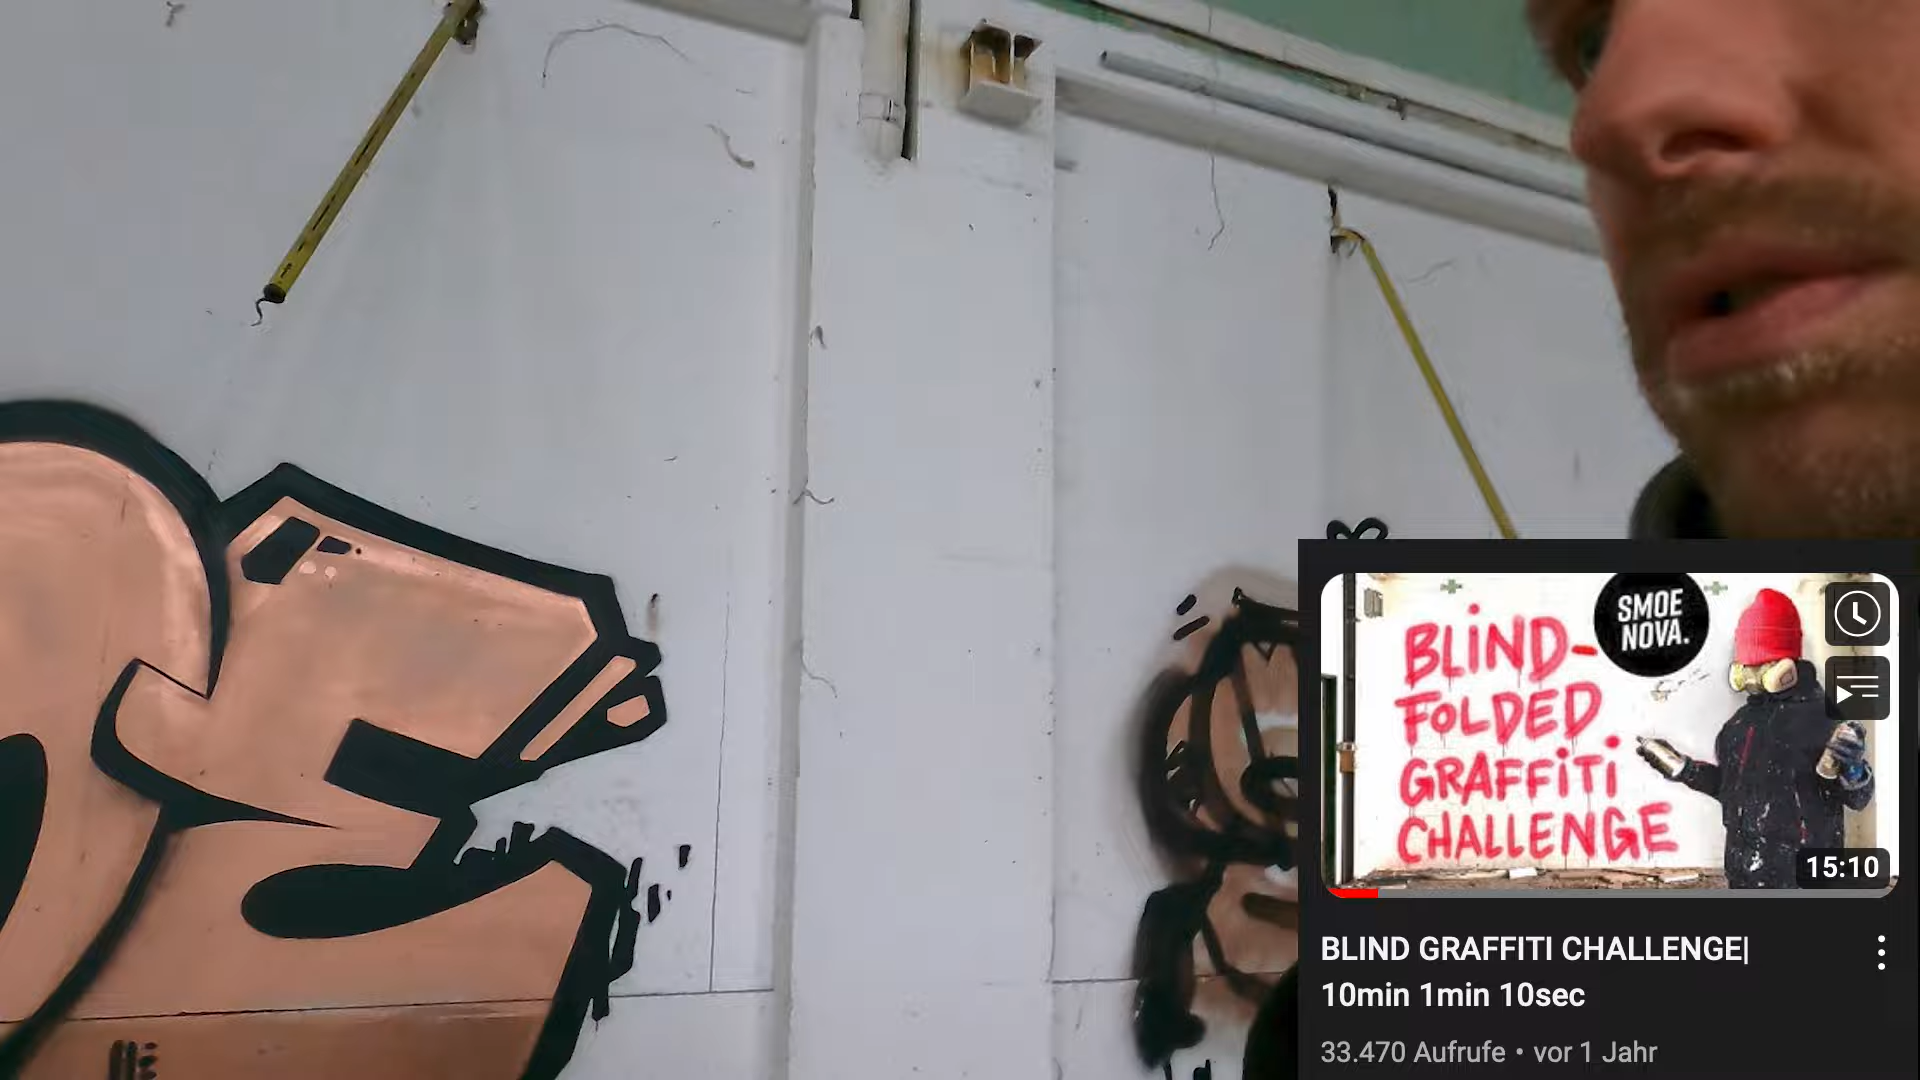 SMOE
NOVA.
BLIND-
FOLDED
GRAFFITI
CHALLENGE
15:10
BLIND GRAFFITI CHALLENGE|
10min 1min 10sec
33.470 Aufrufe • vor 1 Jahr